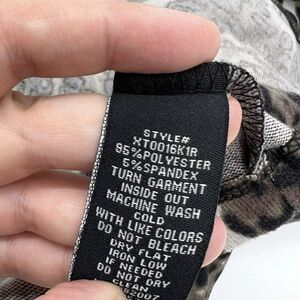 STYLE#
XT0016K1R
95%POLYESTER
5%SPANDEX
TURN GARMENT
INSIDE OUT
MACHINE WASH
COLD
WITH LIKE COLORS
DO NOT BLEACH
DRY FLAT
IRON LOW
IF NEEDED
DO NOT DRY
CLEAN